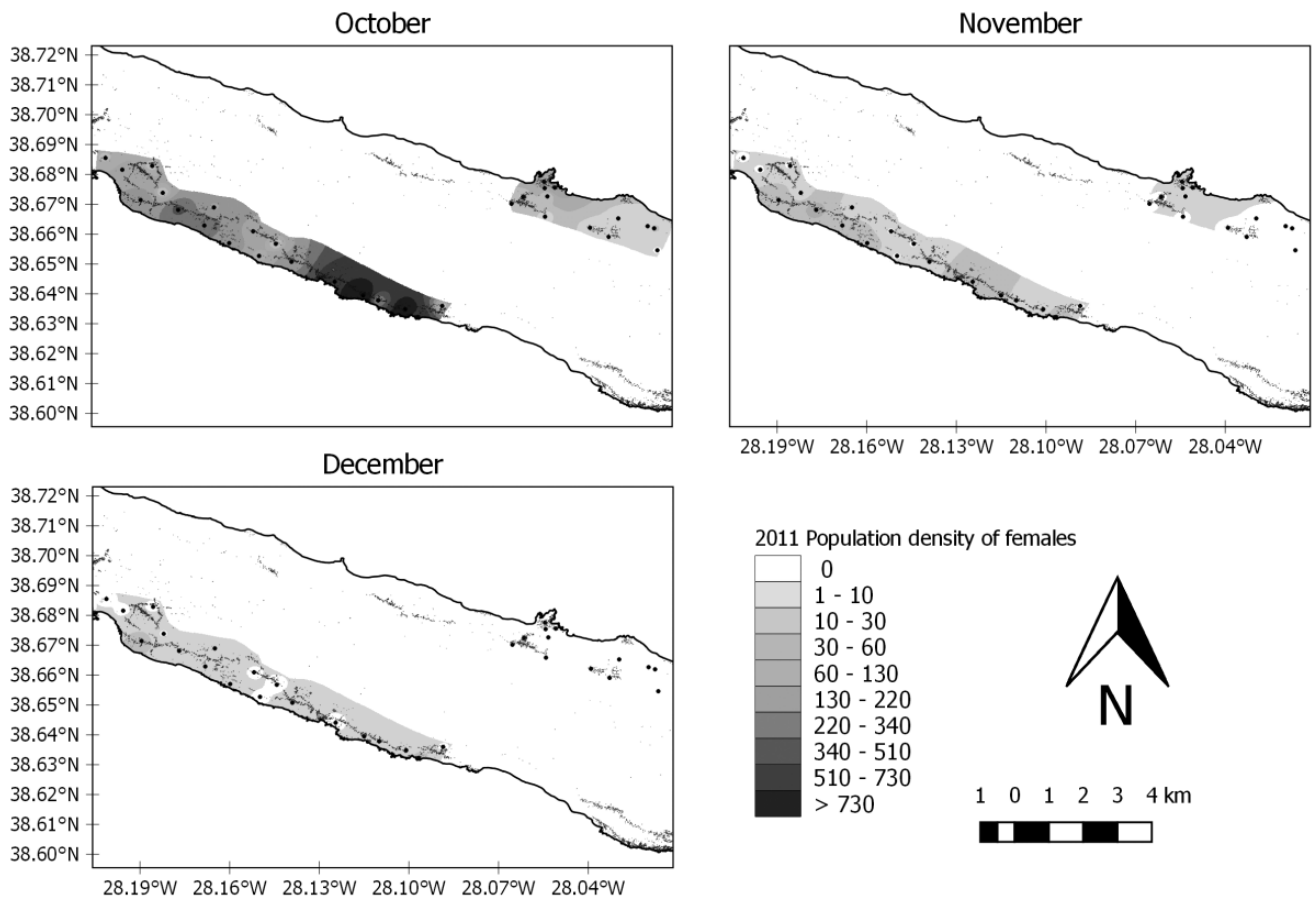 October
38.72°N
38.71°N
38.70°N
38.69°N
38.68°N
38.67°N
38.66°N
38.65°N
38.64°N
38.63°N
38.62°N
38.61°N
38.60°N
November
28.19°W 28.16°W 28.13°W 28.10°W 28.07°W 28.04°W
December
38.72°N
38.71°N
38.70°N
38.69°N
38.68°N
38.67°N
38.66°N
38.65°N
38.64°N
38.63°N
38.62°N
38.61°N
38.60°N
28.19°W 28.16°W 28.13°W 28.10°W 28.07°W 28.04°W
2011 Population density of females
0
1 - 10
10 - 30
30 - 60
60 - 130
130 - 220
220 - 340
340 - 510
510 - 730
> 730
N
1 0 1 2 3 4 km